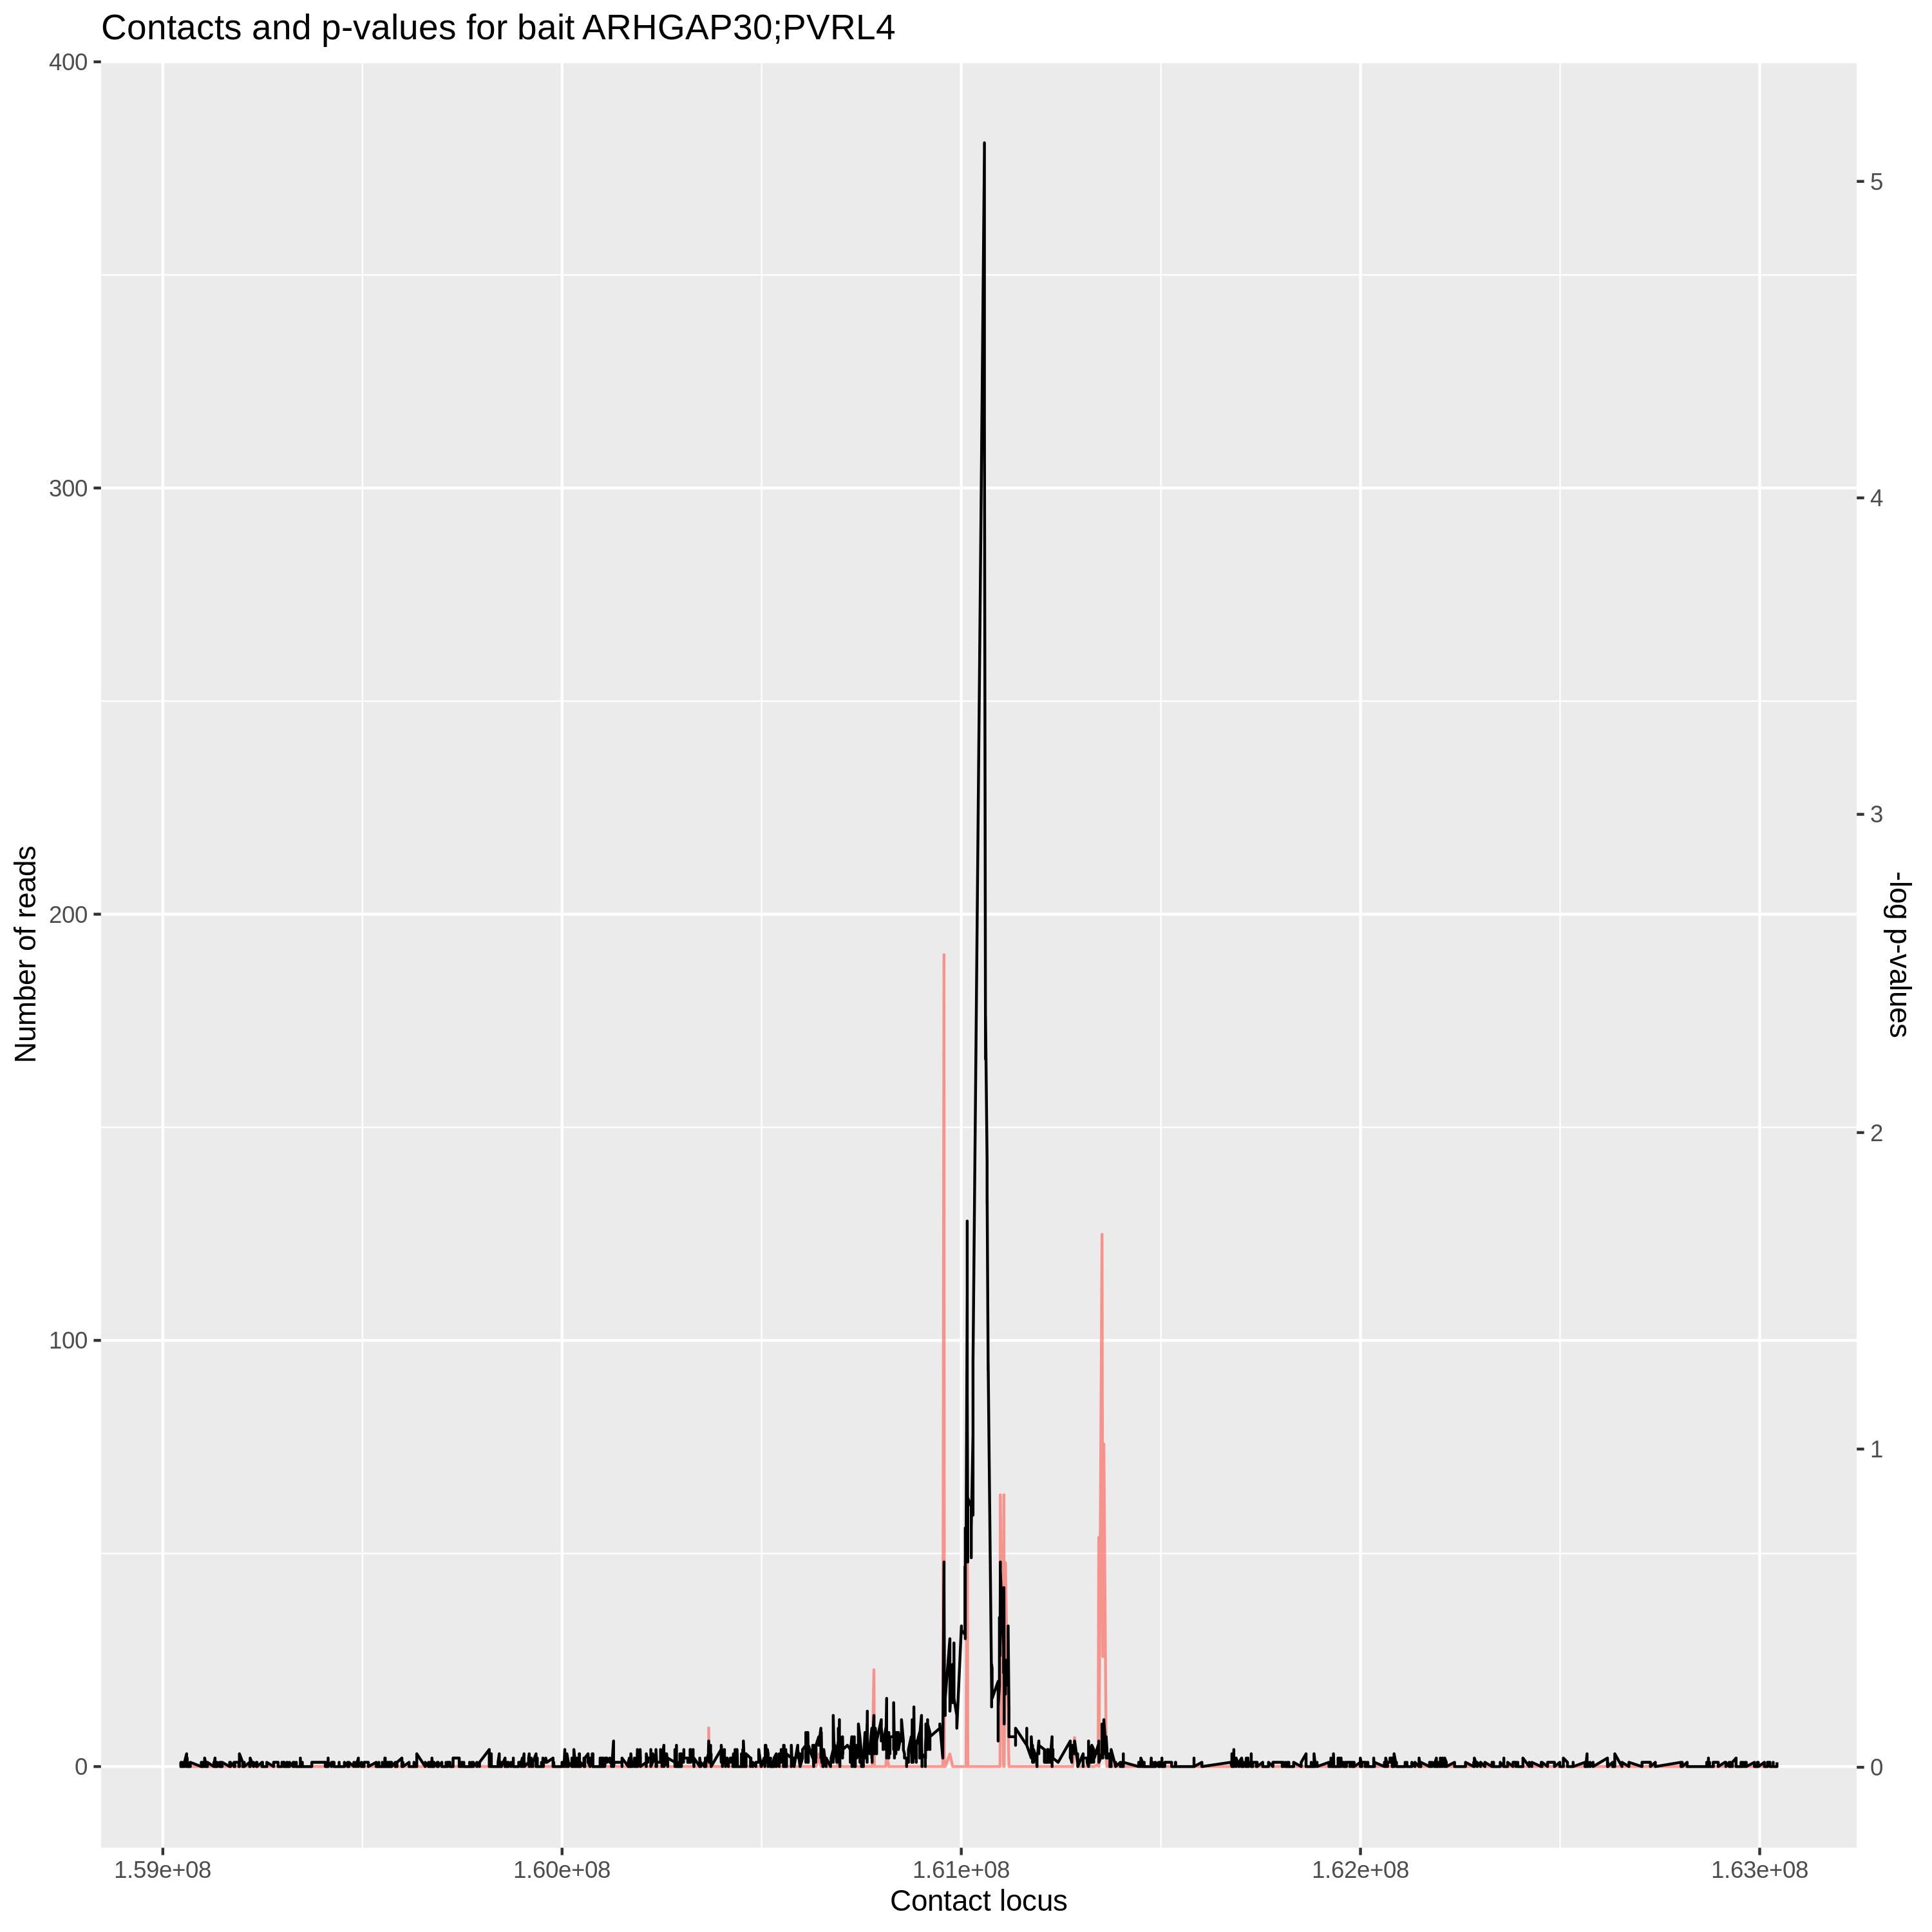 Contacts and p-values for bait ARHGAP30;PVRL4
400
300
200
100
0
Number of reads
5
4
3
2
1
0
-log p-values
1.59e+08
1.60e+08
1.61e+08
1.62e+08
1.63e+08
Contact locus